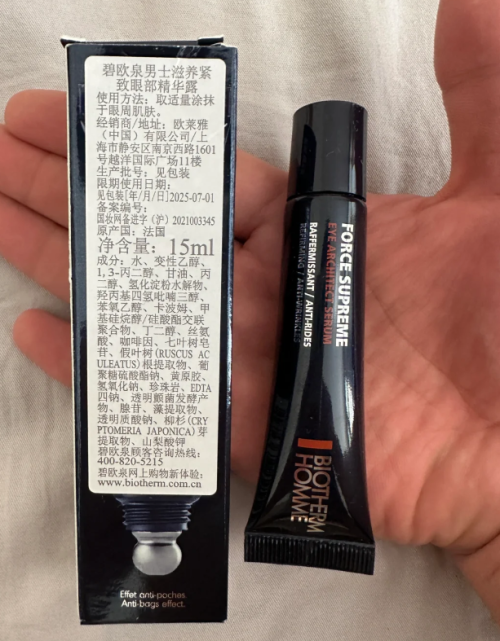 碧欧泉男士滋养紧
致眼部精华露
使用方法：取适量涂抹
于眼周肌肤。
经销商/地址：欧莱雅
（中国）有限公司/上
海市静安区南京西路1601
号越洋国际广场11楼
生产批号：见包装
限期使用日期：
见包装[年/月/日]2025-07-01
备案编号：
国妆网备进字（沪）2021003345
原产国：法国
净含量：15ml
成分：水、变性乙醇、
1,3-丙二醇、甘油、丙
二醇、氢化淀粉水解物、
羟丙基四氢吡喃三醇、
苯氧乙醇、卡波姆、甲
基硅烷醇/硅酸酯交联
聚合物、丁二醇、丝氨
酸、咖啡因、七叶树皂
苷、假叶树(RUSCUS AC
ULEATUS)根提取物、葡
聚糖硫酸酯钠、黄原胶、
氢氧化钠、珍珠岩、EDTA
四钠、透明颤菌发酵产
物、腺苷、藻提取物、
透明质酸钠、柳杉(CRY
PTOMERIA JAPONICA)芽
提取物、山梨酸钾
碧欧泉顾客咨询热线：
400-820-5215
碧欧泉网上购物新体验：
www.biotherm.com.cn
Effet anti-poches.
Anti-bags effect.
FORCE SUPREME
EYE ARCHITECT SERUM
RAFFERMISSANT / ANTI-RIDES
REFIRMING / ANTI-WRINKLES
BIOTHERM
HOMME